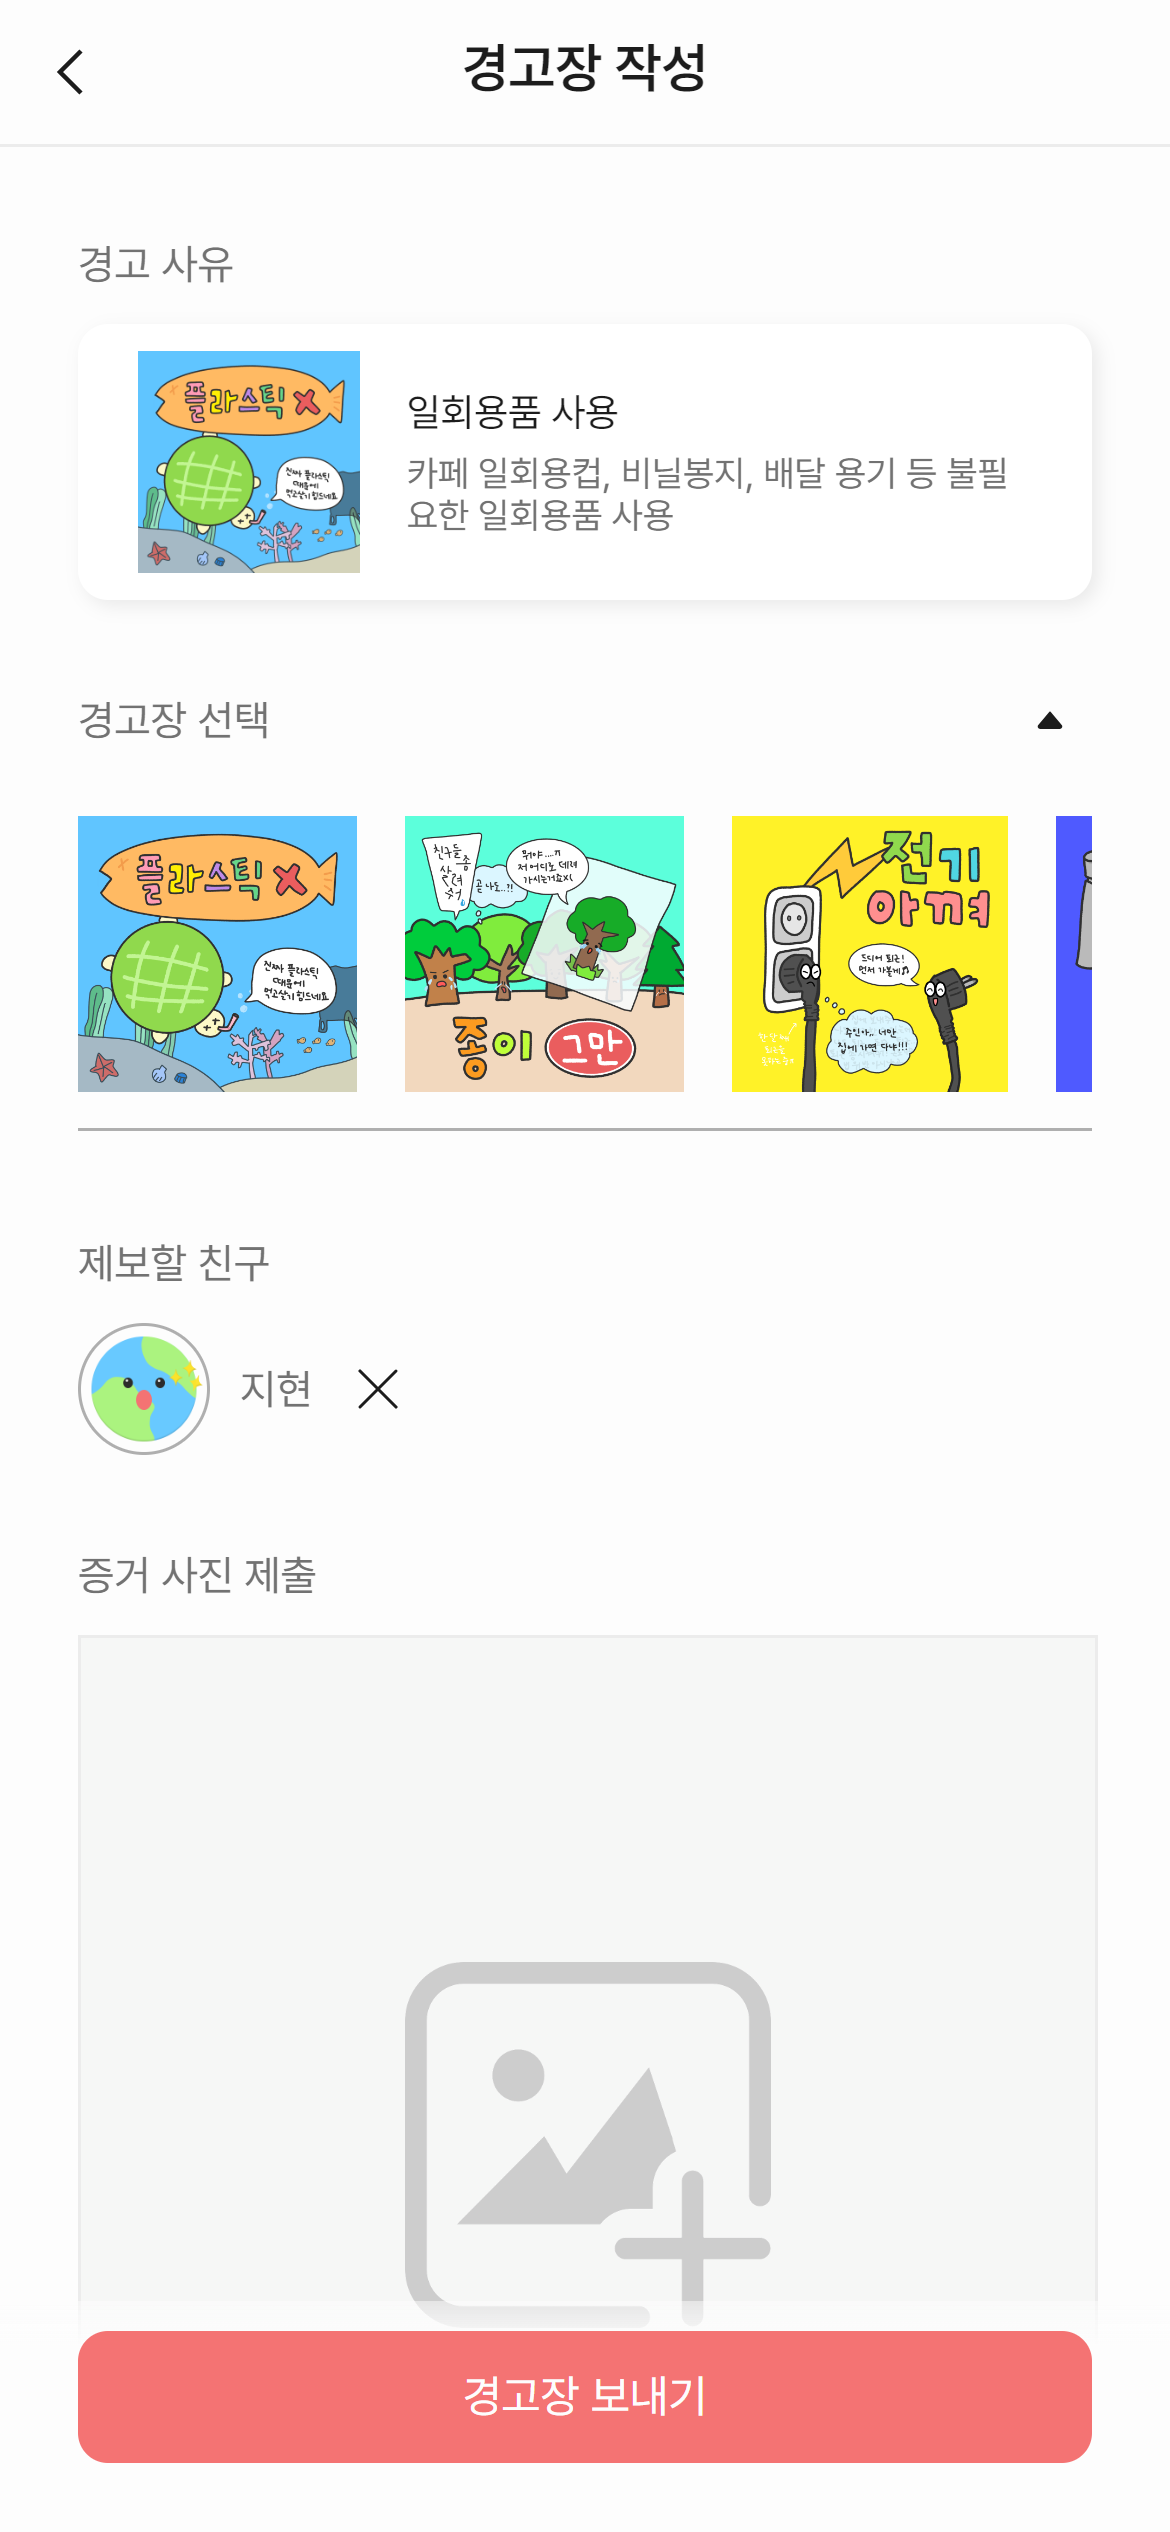 경고장 작성
경고 사유
플라스틱 X
진짜 플라스틱
때문에
먹고살기 힘드네요
일회용품 사용
카페 일회용컵, 비닐봉지, 배달 용기 등 불필
요한 일회용품 사용
경고장 선택
플라스틱 X
진짜 플라스틱
때문에
먹고살기 힘드네요
친구들
좀
살려
줘
곧 나도..?!
뭐야....ㄲ
저 어디로 데려
가시는거죠X(
종이 그만
전기
아껴
드디어 퇴근!
먼저 가볼게
주인아.. 너만
집에 가면 다냐!!!
제보할 친구
지현
증거 사진 제출
경고장 보내기